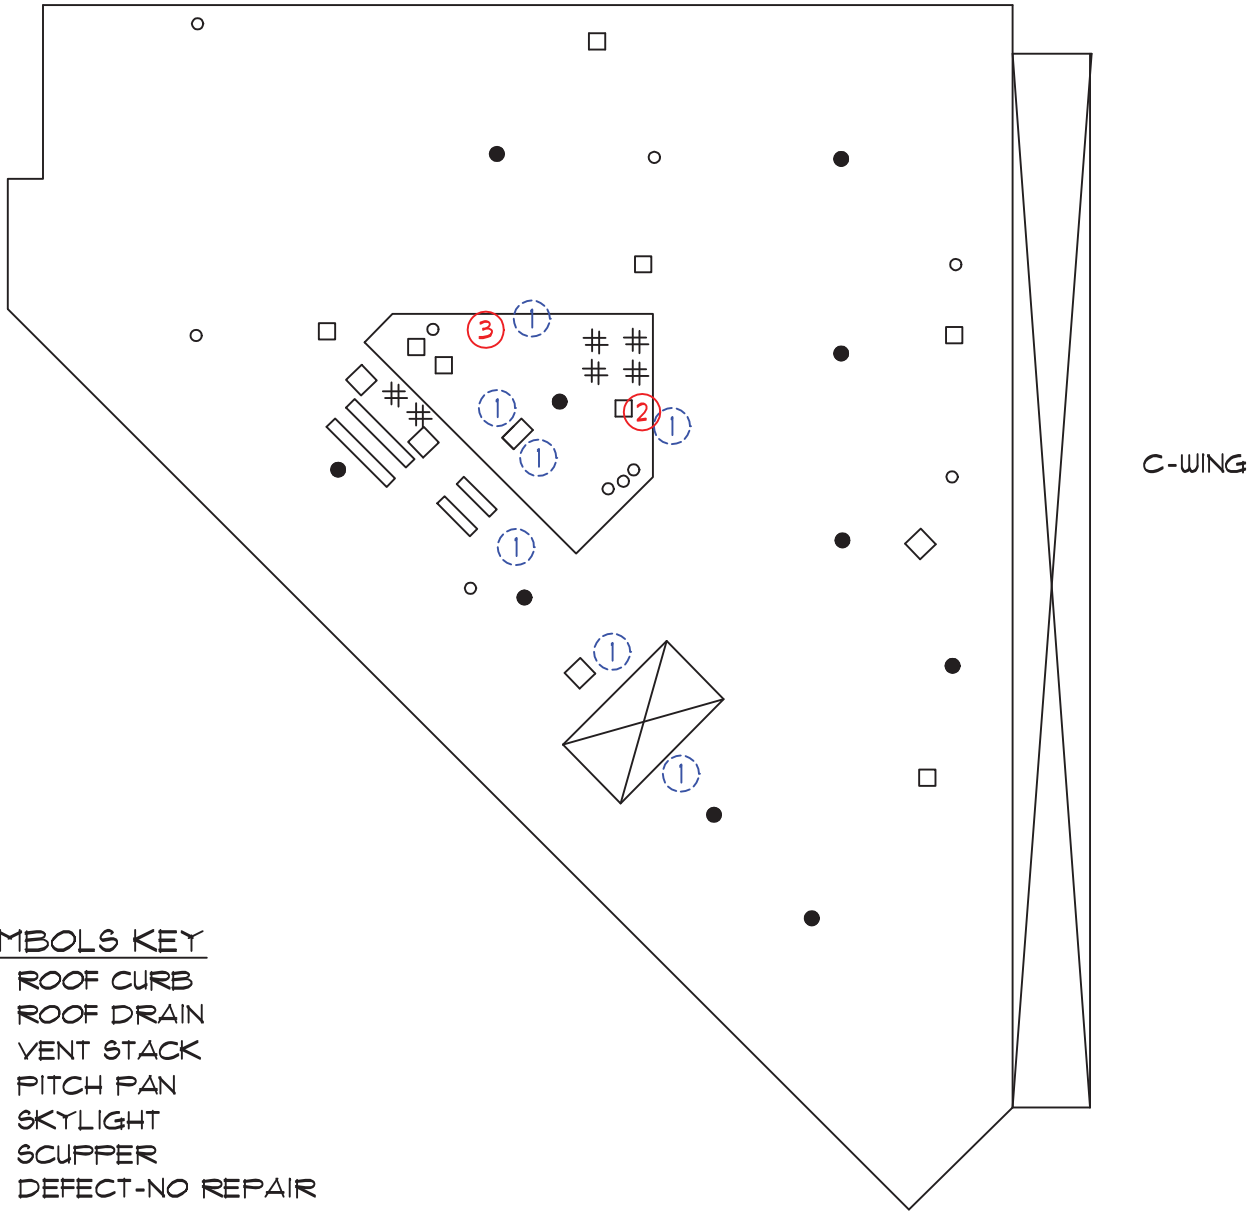 3
1
1
2
1
1
C-WING
1
1
1
MBOLS KEY
ROOF CURB
ROOF DRAIN
VENT STACK
PITCH PAN
SKYLIGHT
SCUPPER
DEFECT-NO REPAIR